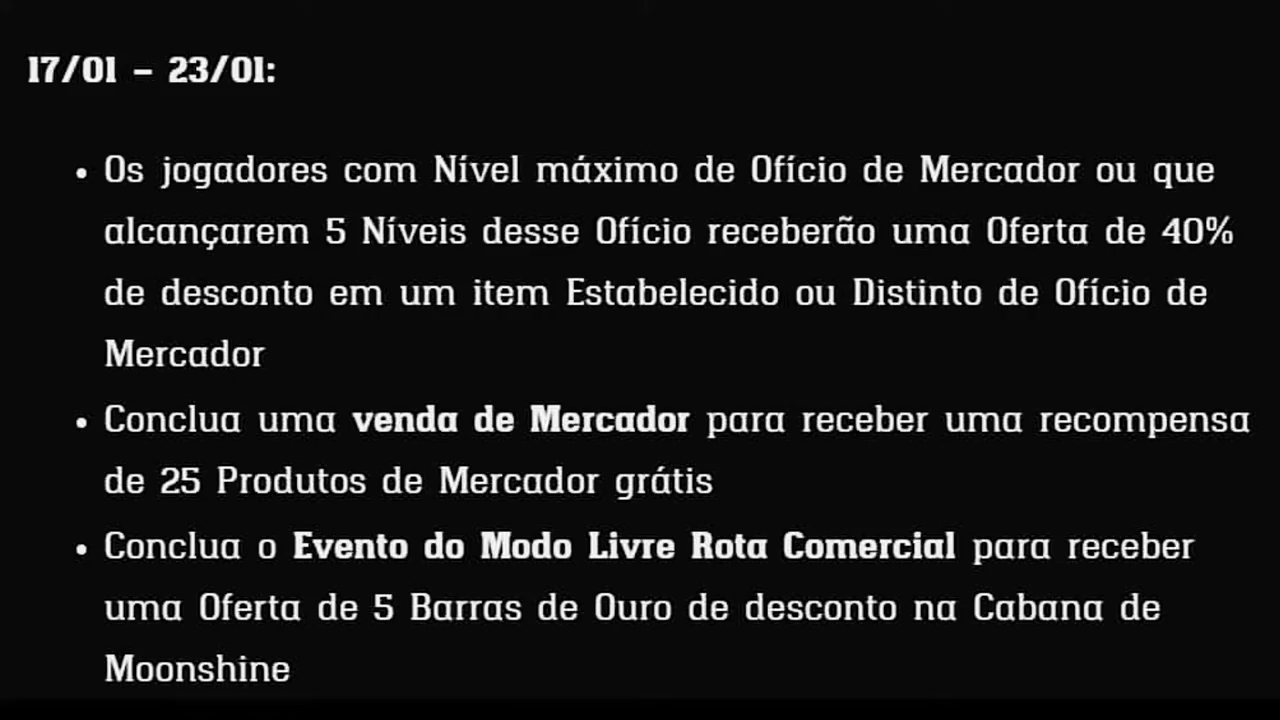 17/01 – 23/01:
• Os jogadores com Nível máximo de Ofício de Mercador ou que
alcançarem 5 Níveis desse Ofício receberão uma Oferta de 40%
de desconto em um item Estabelecido ou Distinto de Ofício de
Mercador
• Conclua uma venda de Mercador para receber uma recompensa
de 25 Produtos de Mercador grátis
• Conclua o Evento do Modo Livre Rota Comercial para receber
uma Oferta de 5 Barras de Ouro de desconto na Cabana de
Moonshine